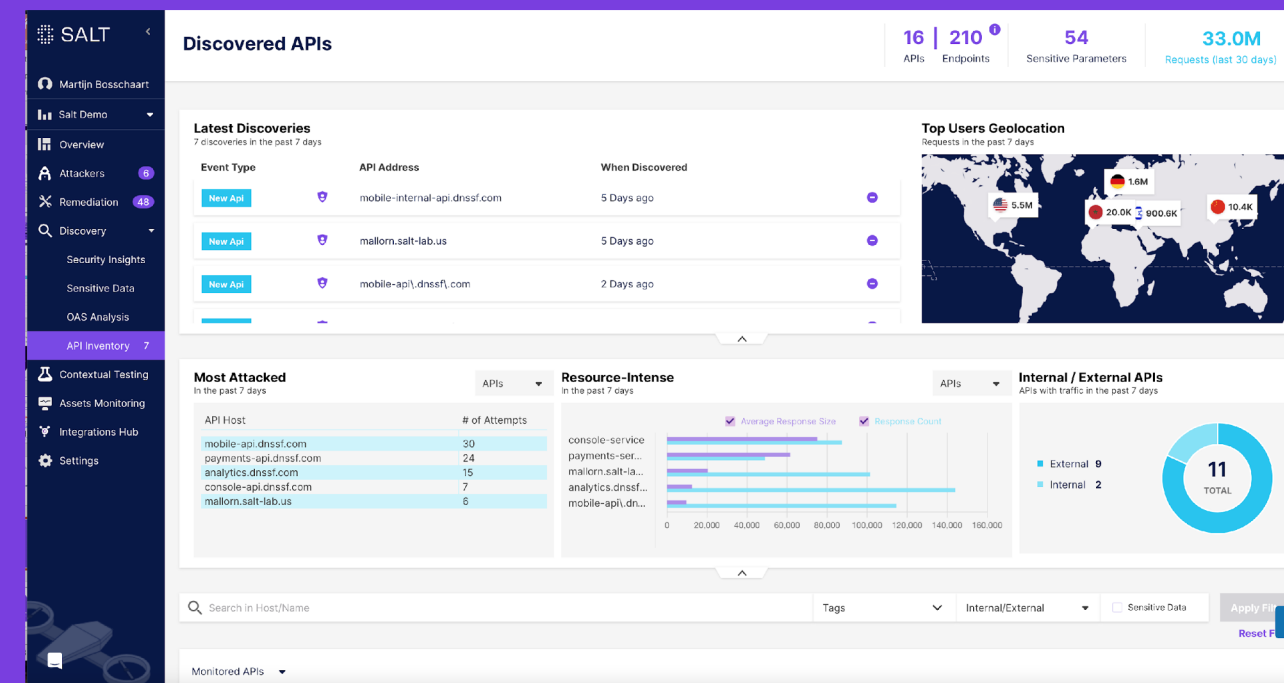 SALT
Martijn Bosschaart
Salt Demo
Overview
Attackers 6
Remediation 48
Discovery
Security Insights
Sensitive Data
OAS Analysis
API Inventory 7
Contextual Testing
Assets Monitoring
Integrations Hub
Settings
Discovered APIs
16 210
APIs Endpoints
54
Sensitive Parameters
33.0M
Requests (last 30 days)
Latest Discoveries
7 discoveries in the past 7 days
Event Type API Address When Discovered
New Api mobile-internal-api.dnssf.com 5 Days ago
New Api mallorn.salt-lab.us 5 Days ago
New Api mobile-api\.dnssf\.com 2 Days ago
Top Users Geolocation
Requests in the past 7 days
1.6M
5.5M
20.0K
900.6K
10.4K
Most Attacked
In the past 7 days
APIs
API Host # of Attempts
mobile-api.dnssf.com 30
payments-api.dnssf.com 24
analytics.dnssf.com 15
console-api.dnssf.com 7
mallorn.salt-lab.us 6
Resource-Intense
In the past 7 days
APIs
Average Response Size Response Count
console-service
payments-ser...
mallorn.salt-la...
analytics.dnssf...
mobile-api\.dn...
0 20,000 40,000 60,000 80,000 100,000 120,000 140,000 160,000
Internal / External APIs
APIs with traffic in the past 7 days
External 9
Internal 2
11
TOTAL
Search in Host/Name
Tags
Internal/External
Sensitive Data
Apply Fil
Reset F
Monitored APIs